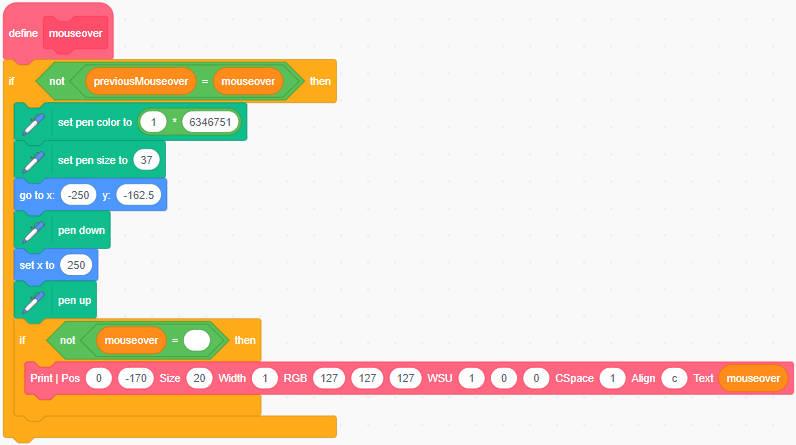 define mouseover
if not previousMouseover = mouseover then
set pen color to 1 * 6346751
set pen size to 37
go to x: -250 y: -162.5
pen down
set x to 250
pen up
if not mouseover = then
Print | Pos 0 -170 Size 20 Width 1 RGB 127 127 127 WSU 1 0 0 CSpace 1 Align c Text mouseover